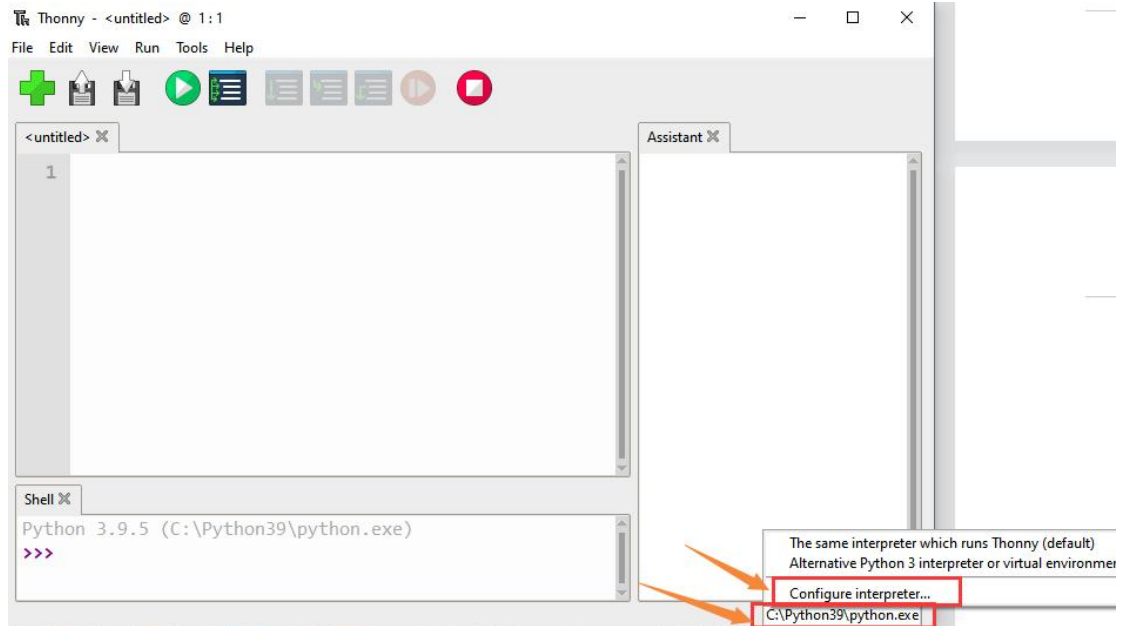 Thonny - <untitled> @ 1:1
File Edit View Run Tools Help
<untitled>
Assistant
1
Shell
Python 3.9.5 (C:\Python39\python.exe)
>>>
The same interpreter which runs Thonny (default)
Alternative Python 3 interpreter or virtual
Configure interpreter...
C:\Python39\python.exe